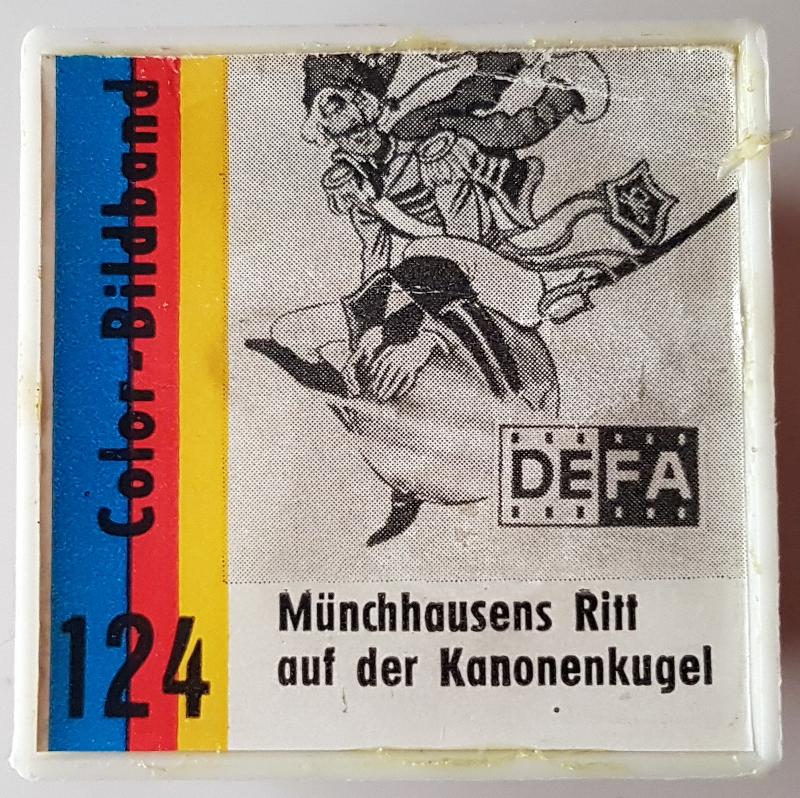 Color-Bildband
124
DEFA
Münchhausens Ritt
auf der Kanonenkugel